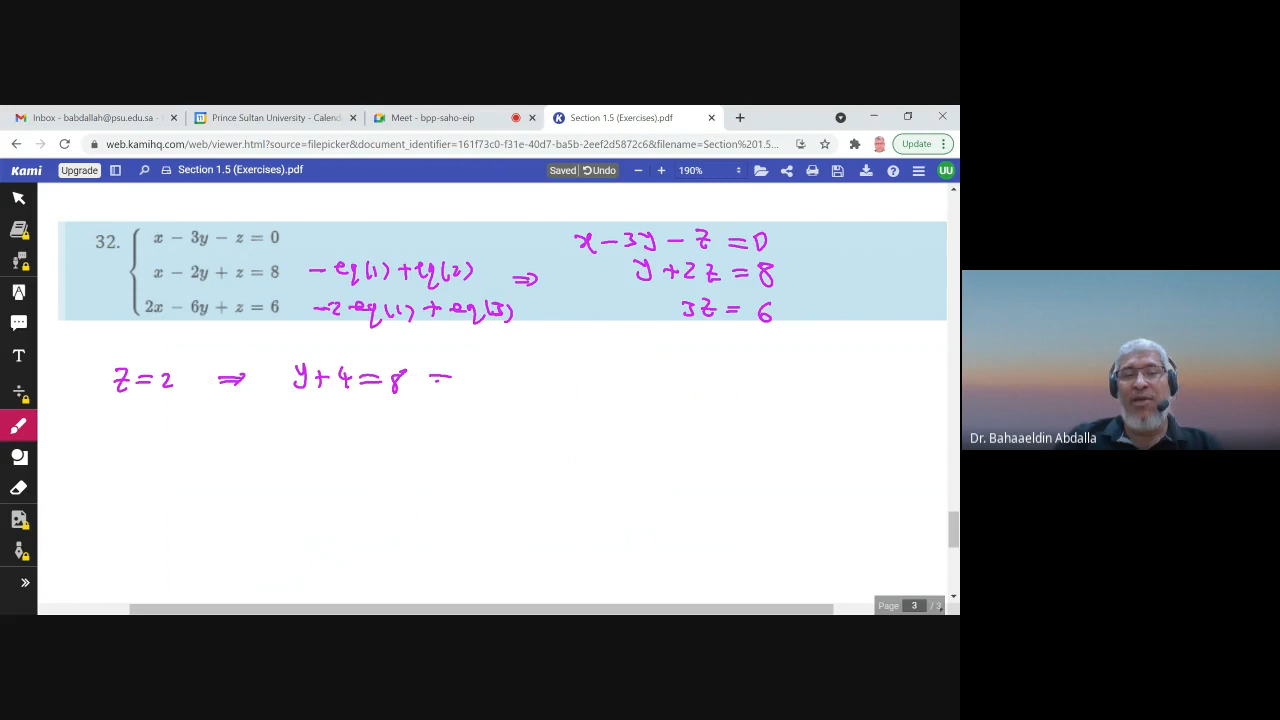 Inbox - babdallah@psu.edu.sa -
Prince Sultan University - Calend
Meet - bpp-saho-eip
Section 1.5 (Exercises).pdf
web.kamihq.com/web/viewer.html?source=filepicker&document_identifier=161f73c0-f31e-40d7-ba5b-2eef2d5872c6&filename=Section%201.5...
Update
Kami
Upgrade
Section 1.5 (Exercises).pdf
Saved Undo
190%
UU
32. x − 3y − z = 0
x − 2y + z = 8
2x − 6y + z = 6
- eq(1) + eq(2) ⇒
-2 eq(1) + eq(3)
x - 3y - z = 0
y + 2z = 8
3z = 6
z = 2 ⇒ y + 4 = 8 =
T
Page 3 / 3
Dr. Bahaaeldin Abdalla